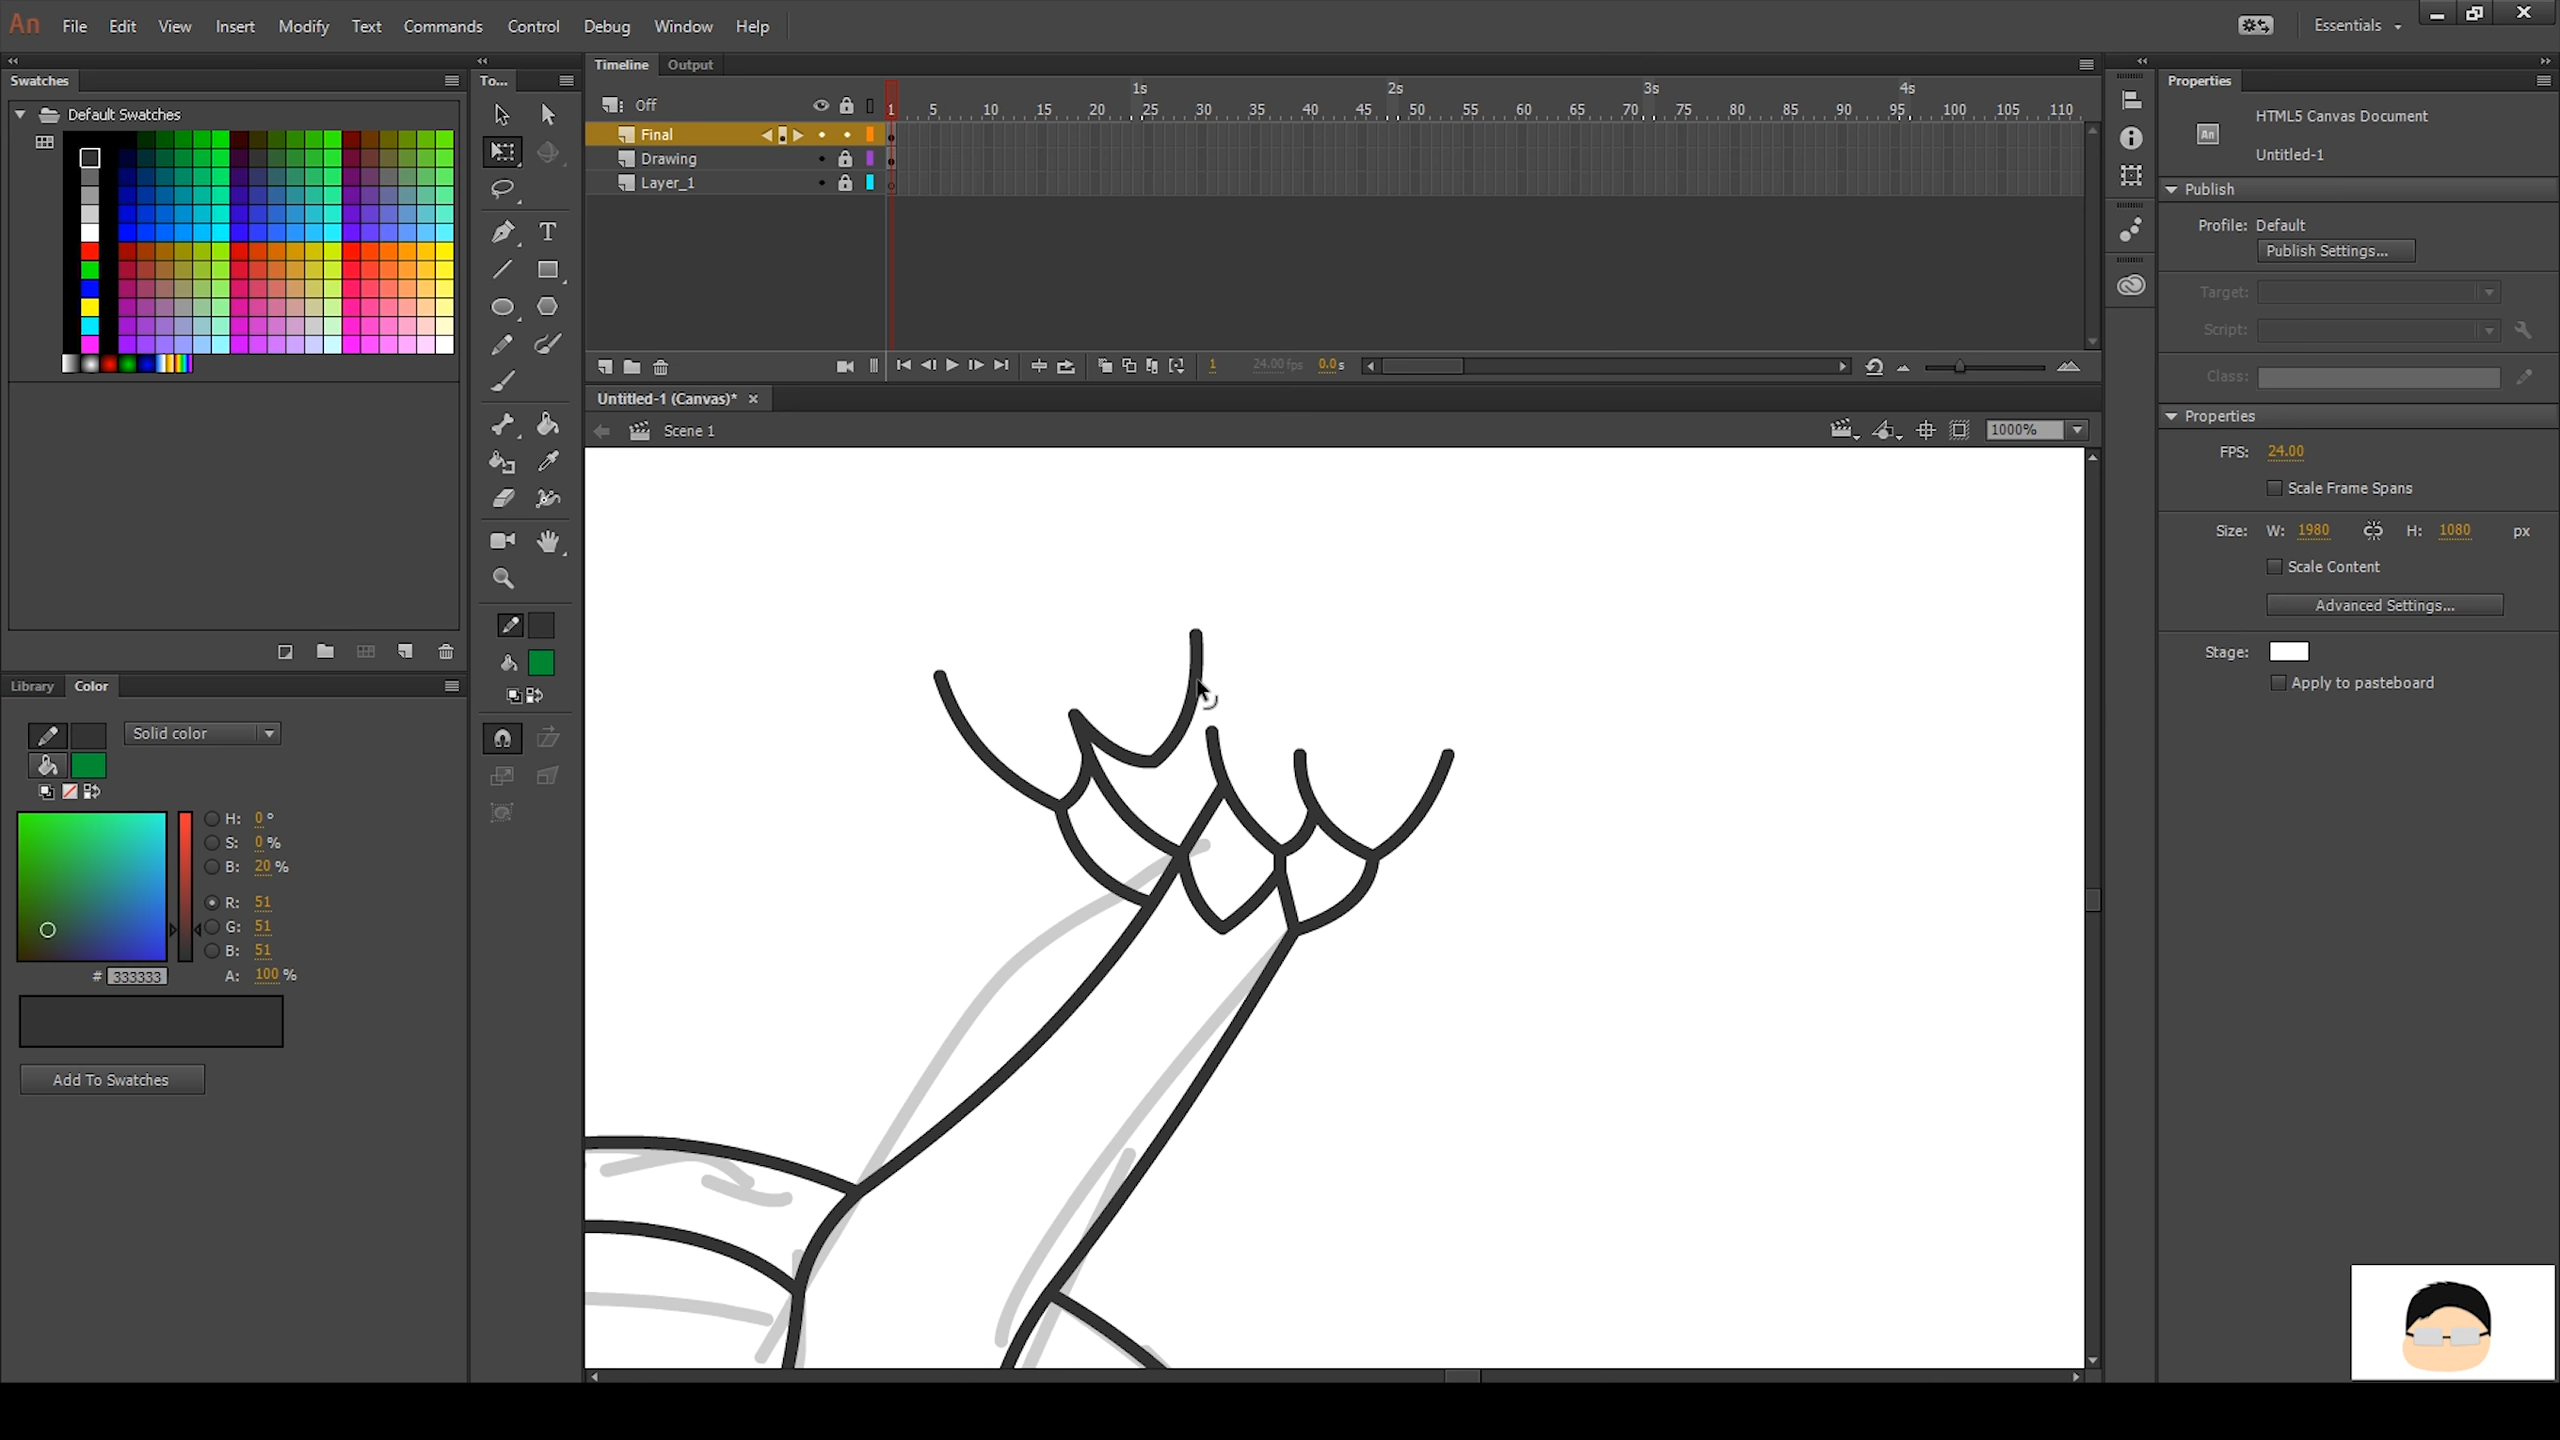 An File Edit View Insert Modify Text Commands Control Debug Window Help Essentials
Swatches To... Timeline Output Properties
Default Swatches
Off 1s 2s 3s 4s
1 5 10 15 20 25 30 35 40 45 50 55 60 65 70 75 80 85 90 95 100 105 110
Final
Drawing
Layer_1
1 24.00 fps 0.0 s
Untitled-1 (Canvas)*
Scene 1 1000%
HTML5 Canvas Document
An
Untitled-1
Publish
Profile: Default
Publish Settings...
Target:
Script:
Class:
Properties
FPS: 24.00
Scale Frame Spans
Size: W: 1980 H: 1080 px
Scale Content
Advanced Settings...
Stage:
Apply to pasteboard
Library Color
Solid color
H: 0 °
S: 0 %
B: 20 %
R: 51
G: 51
B: 51
# 333333 A: 100 %
Add To Swatches